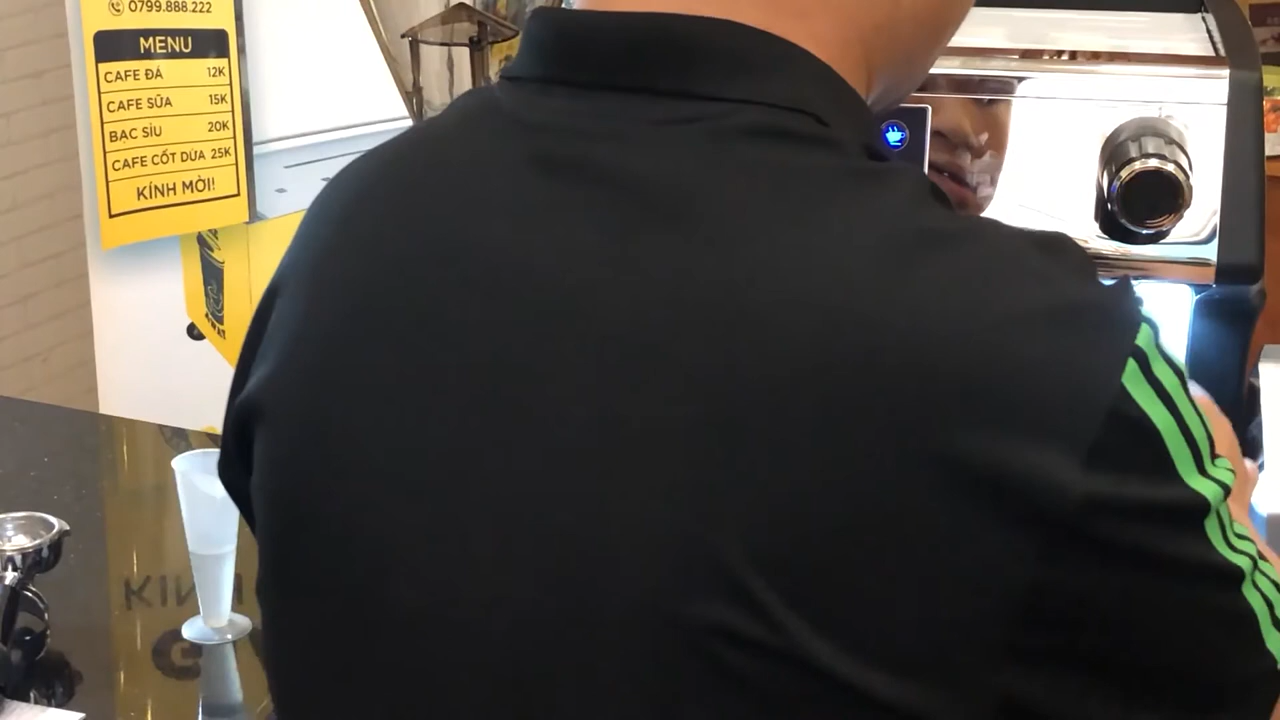 0799.888.222
MENU
CAFE ĐÁ 12K
CAFE SỮA 15K
BẠC SỈU 20K
CAFE CỐT DỪA 25K
KÍNH MỜI!